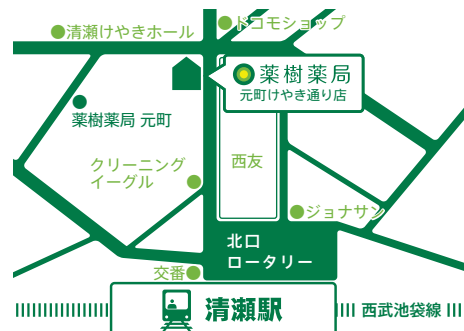 ドコモショップ
清瀬けやきホール
薬樹薬局
元町けやき通り店
薬樹薬局 元町
クリーニング
イーグル
西友
ジョナサン
北口
ロータリー
交番
清瀬駅
西武池袋線